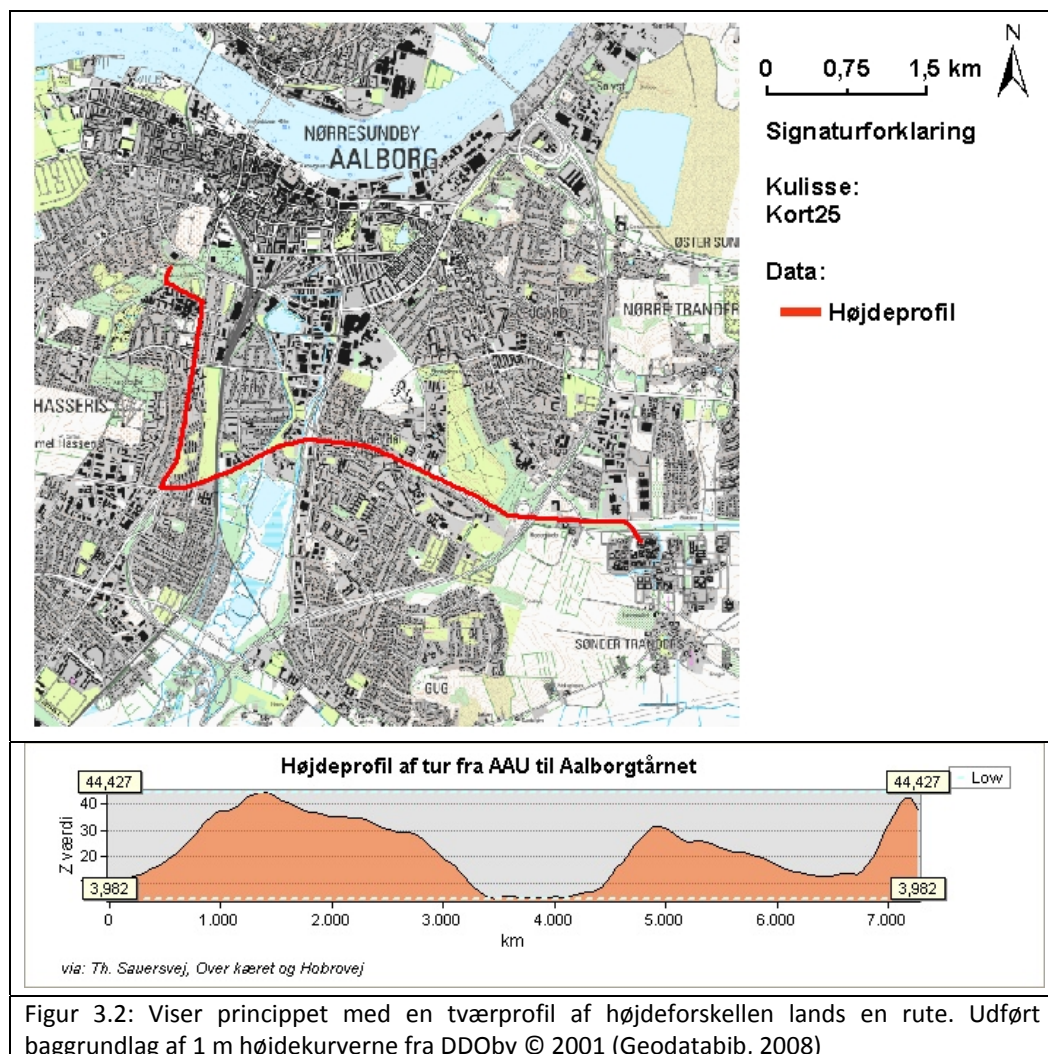 N
0 0,75 1,5 km
Signaturforklaring
Kulisse:
Kort25
Data:
Højdeprofil
NØRRESUNDBY
AALBORG
ØSTER SUN
NØRRE TRANDER
HASSERIS
SØNDER TRANDERS
GUG
Højdeprofil af tur fra AAU til Aalborgtårnet
44,427
44,427
Low
40
30
20
Z værdi
3,982
3,982
0 1.000 2.000 3.000 4.000 5.000 6.000 7.000
km
via: Th. Sauersvej, Over kæret og Hobrovej
Figur 3.2: Viser princippet med en tværprofil af højdeforskellen lands en rute. Udført
baggrundlag af 1 m højdekurverne fra DDOby © 2001 (Geodatabib, 2008)